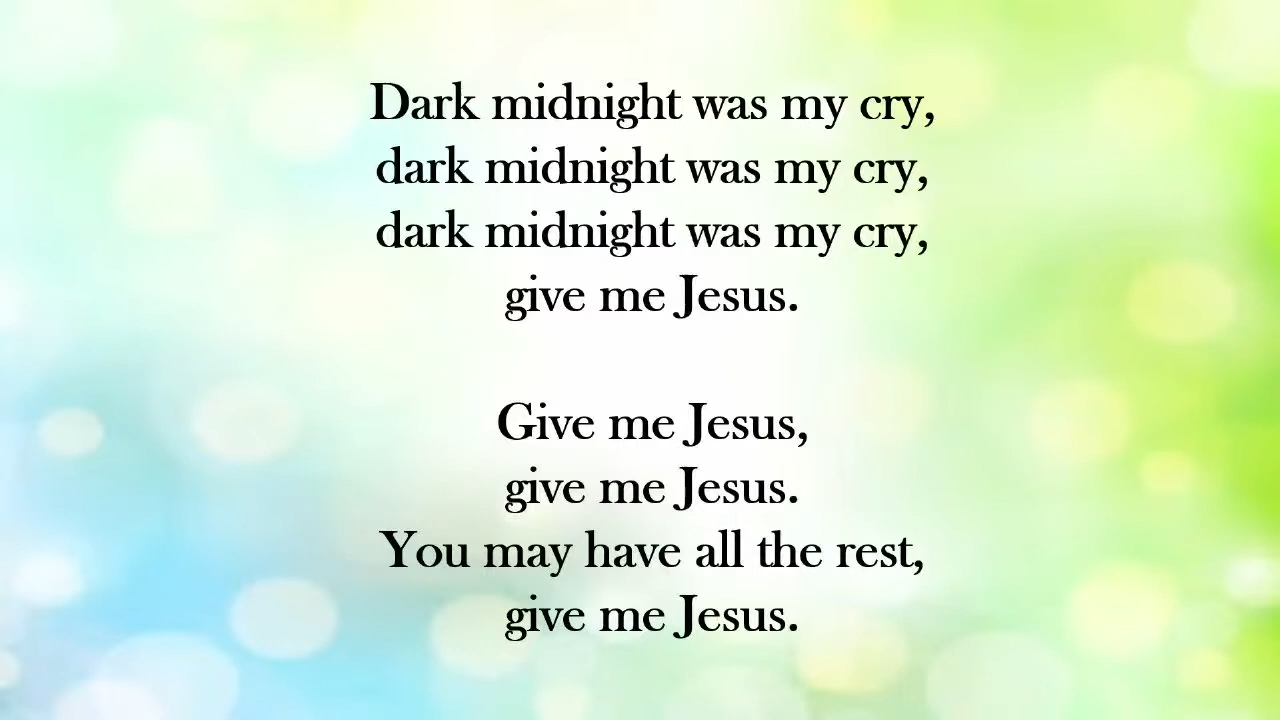 Dark midnight was my cry,
dark midnight was my cry,
dark midnight was my cry,
give me Jesus.
Give me Jesus,
give me Jesus.
You may have all the rest,
give me Jesus.